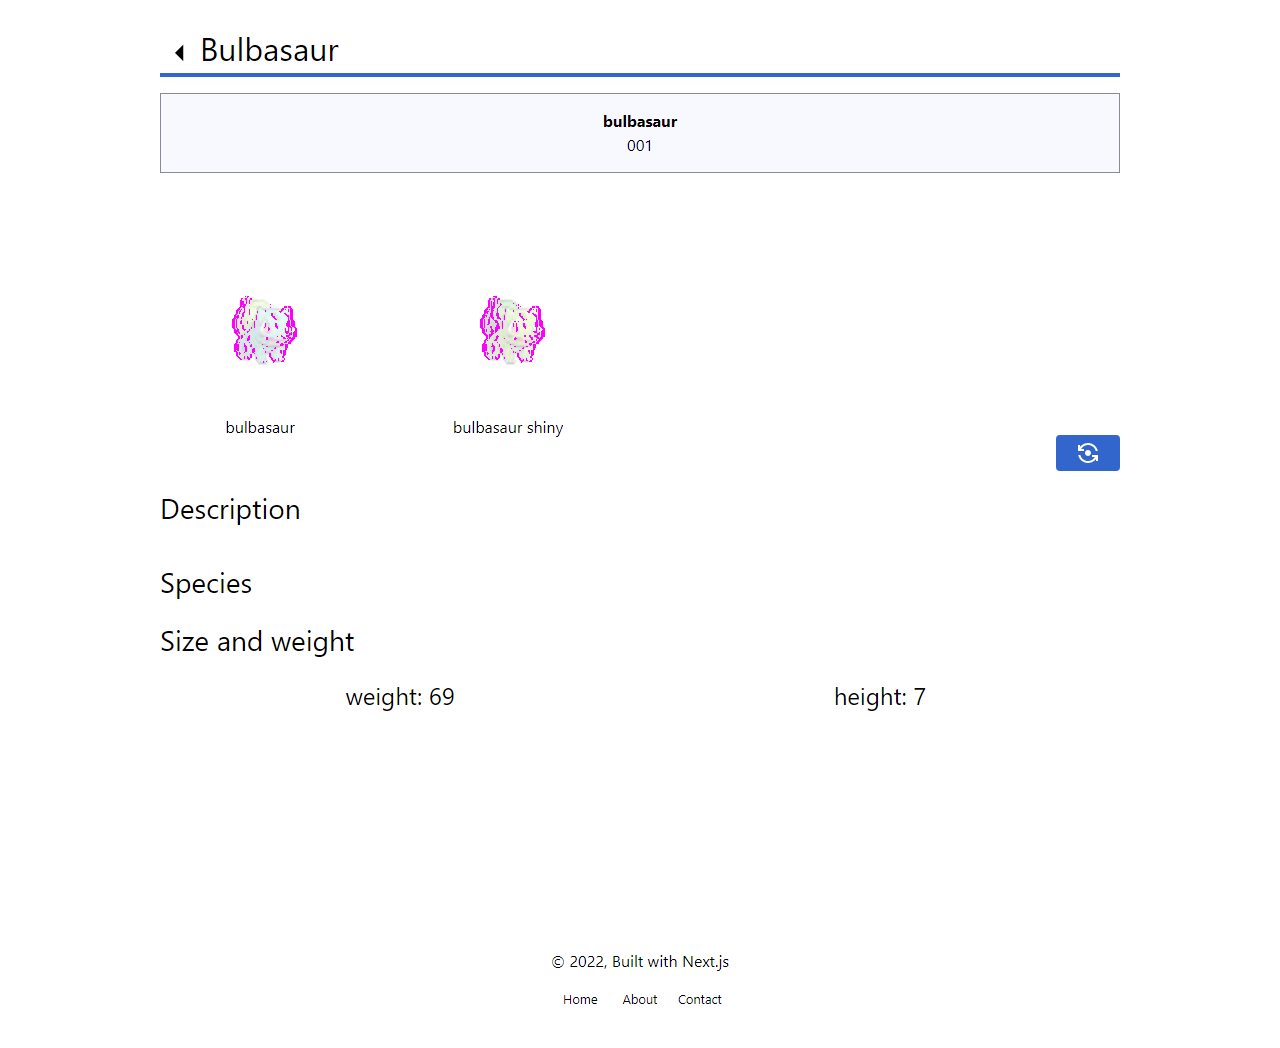 Bulbasaur
bulbasaur
001
bulbasaur
bulbasaur shiny
Description
Species
Size and weight
weight: 69
height: 7
© 2022, Built with Next.js
Home About Contact